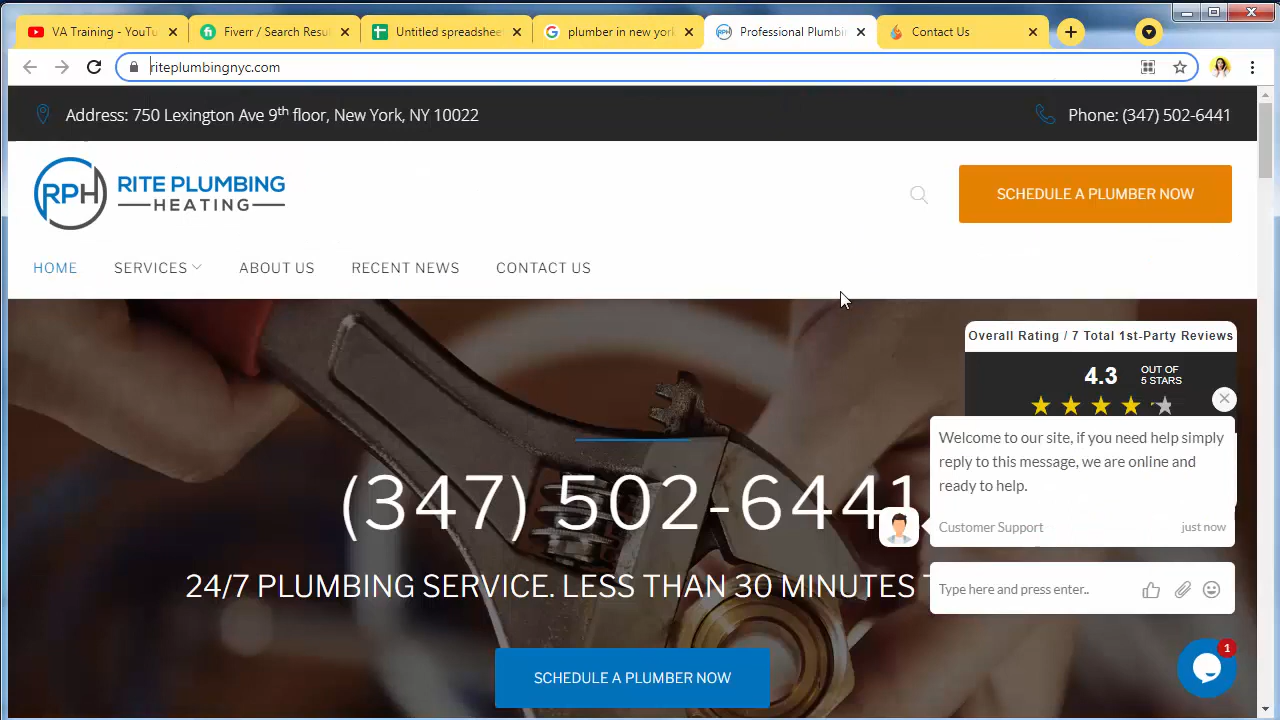 VA Training - YouTu
Fiverr / Search Resu
Untitled spreadshee
plumber in new york
Professional Plumbin
Contact Us
riteplumbingnyc.com
Address: 750 Lexington Ave 9th floor, New York, NY 10022
Phone: (347) 502-6441
RPH
RITE PLUMBING
HEATING
SCHEDULE A PLUMBER NOW
HOME
SERVICES
ABOUT US
RECENT NEWS
CONTACT US
Overall Rating / 7 Total 1st-Party Reviews
4.3
OUT OF
5 STARS
Welcome to our site, if you need help simply
reply to this message, we are online and
ready to help.
Customer Support
just now
(347) 502-6441
24/7 PLUMBING SERVICE. LESS THAN 30 MINUTES
Type here and press enter..
1
SCHEDULE A PLUMBER NOW